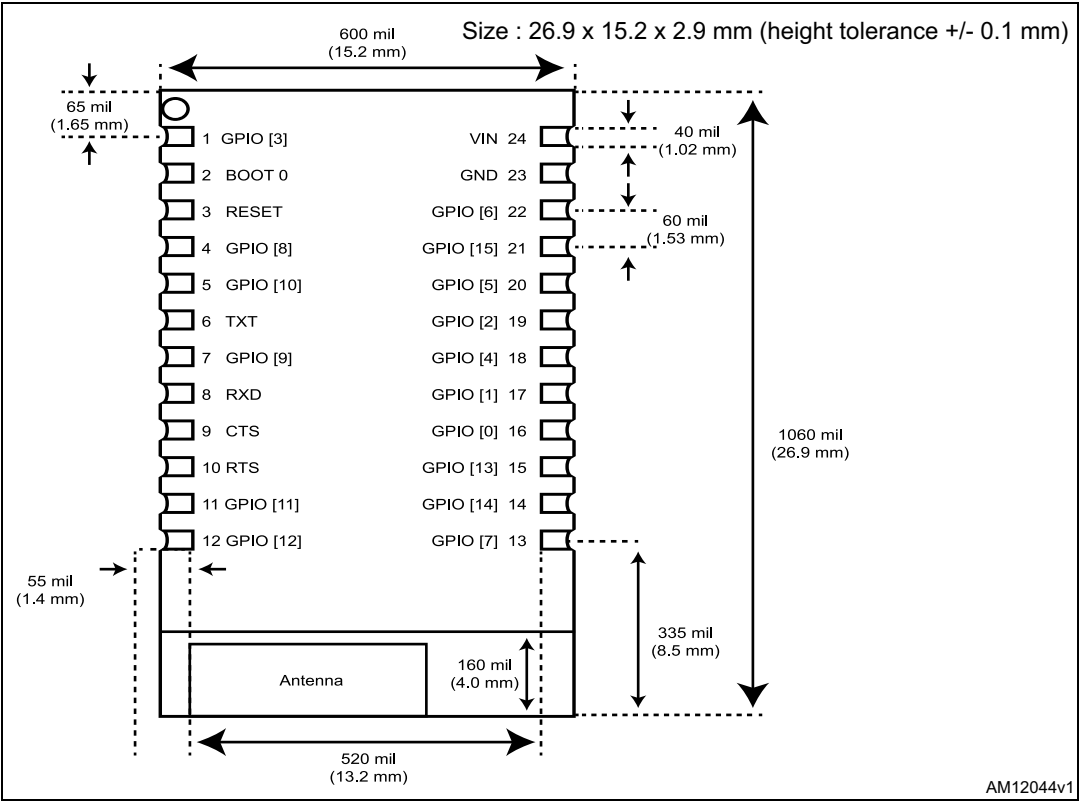 Size : 26.9 x 15.2 x 2.9 mm (height tolerance +/- 0.1 mm)
600 mil
(15.2 mm)
65 mil
(1.65 mm)
40 mil
(1.02 mm)
60 mil
(1.53 mm)
1 GPIO [3]
VIN 24
2 BOOT 0
GND 23
3 RESET
GPIO [6] 22
4 GPIO [8]
GPIO [15] 21
5 GPIO [10]
GPIO [5] 20
6 TXT
GPIO [2] 19
7 GPIO [9]
GPIO [4] 18
8 RXD
GPIO [1] 17
9 CTS
GPIO [0] 16
10 RTS
GPIO [13] 15
11 GPIO [11]
GPIO [14] 14
12 GPIO [12]
GPIO [7] 13
1060 mil
(26.9 mm)
55 mil
(1.4 mm)
335 mil
(8.5 mm)
160 mil
(4.0 mm)
Antenna
520 mil
(13.2 mm)
AM12044v1